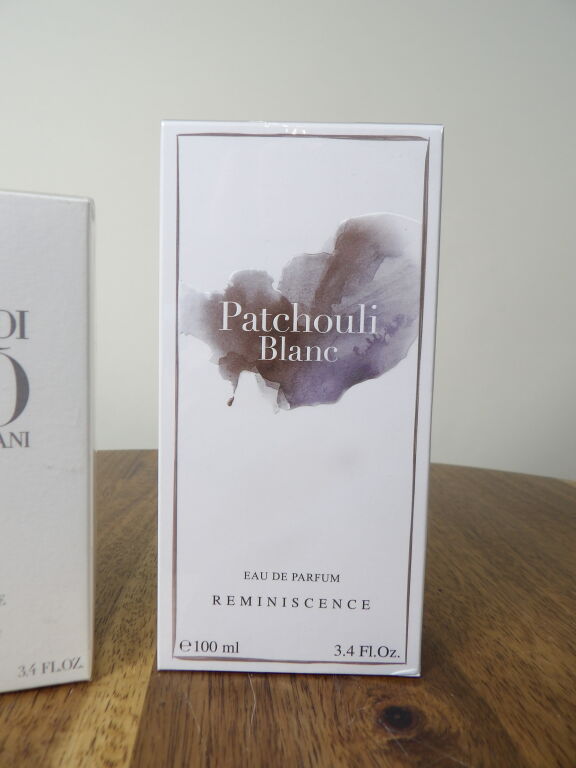 Patchouli
Blanc
EAU DE PARFUM
REMINISCENCE
℮100 ml
3.4 Fl.Oz.
3.4 FL.OZ.